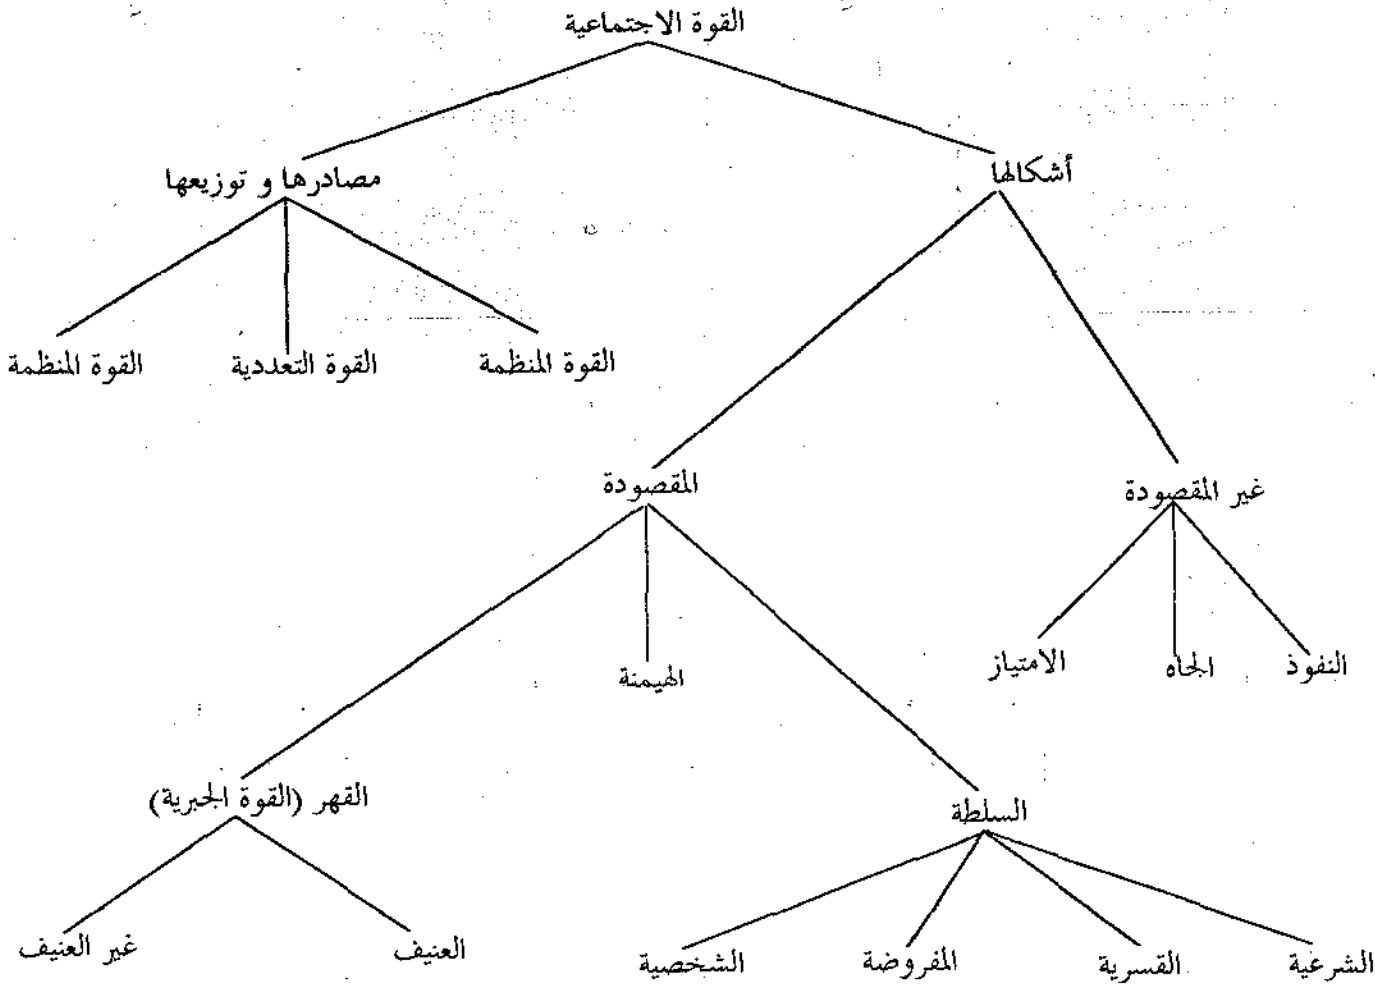 القوة الاجتماعية
أشكالها
مصادرها و توزيعها
القوة المنظمة
القوة التعددية
القوة المنظمة
غير المقصودة
المقصودة
النفوذ
الجاه
الامتياز
الهيمنة
السلطة
القهر (القوة الجبرية)
الشرعية
القسرية
المفروضة
الشخصية
العنيف
غير العنيف